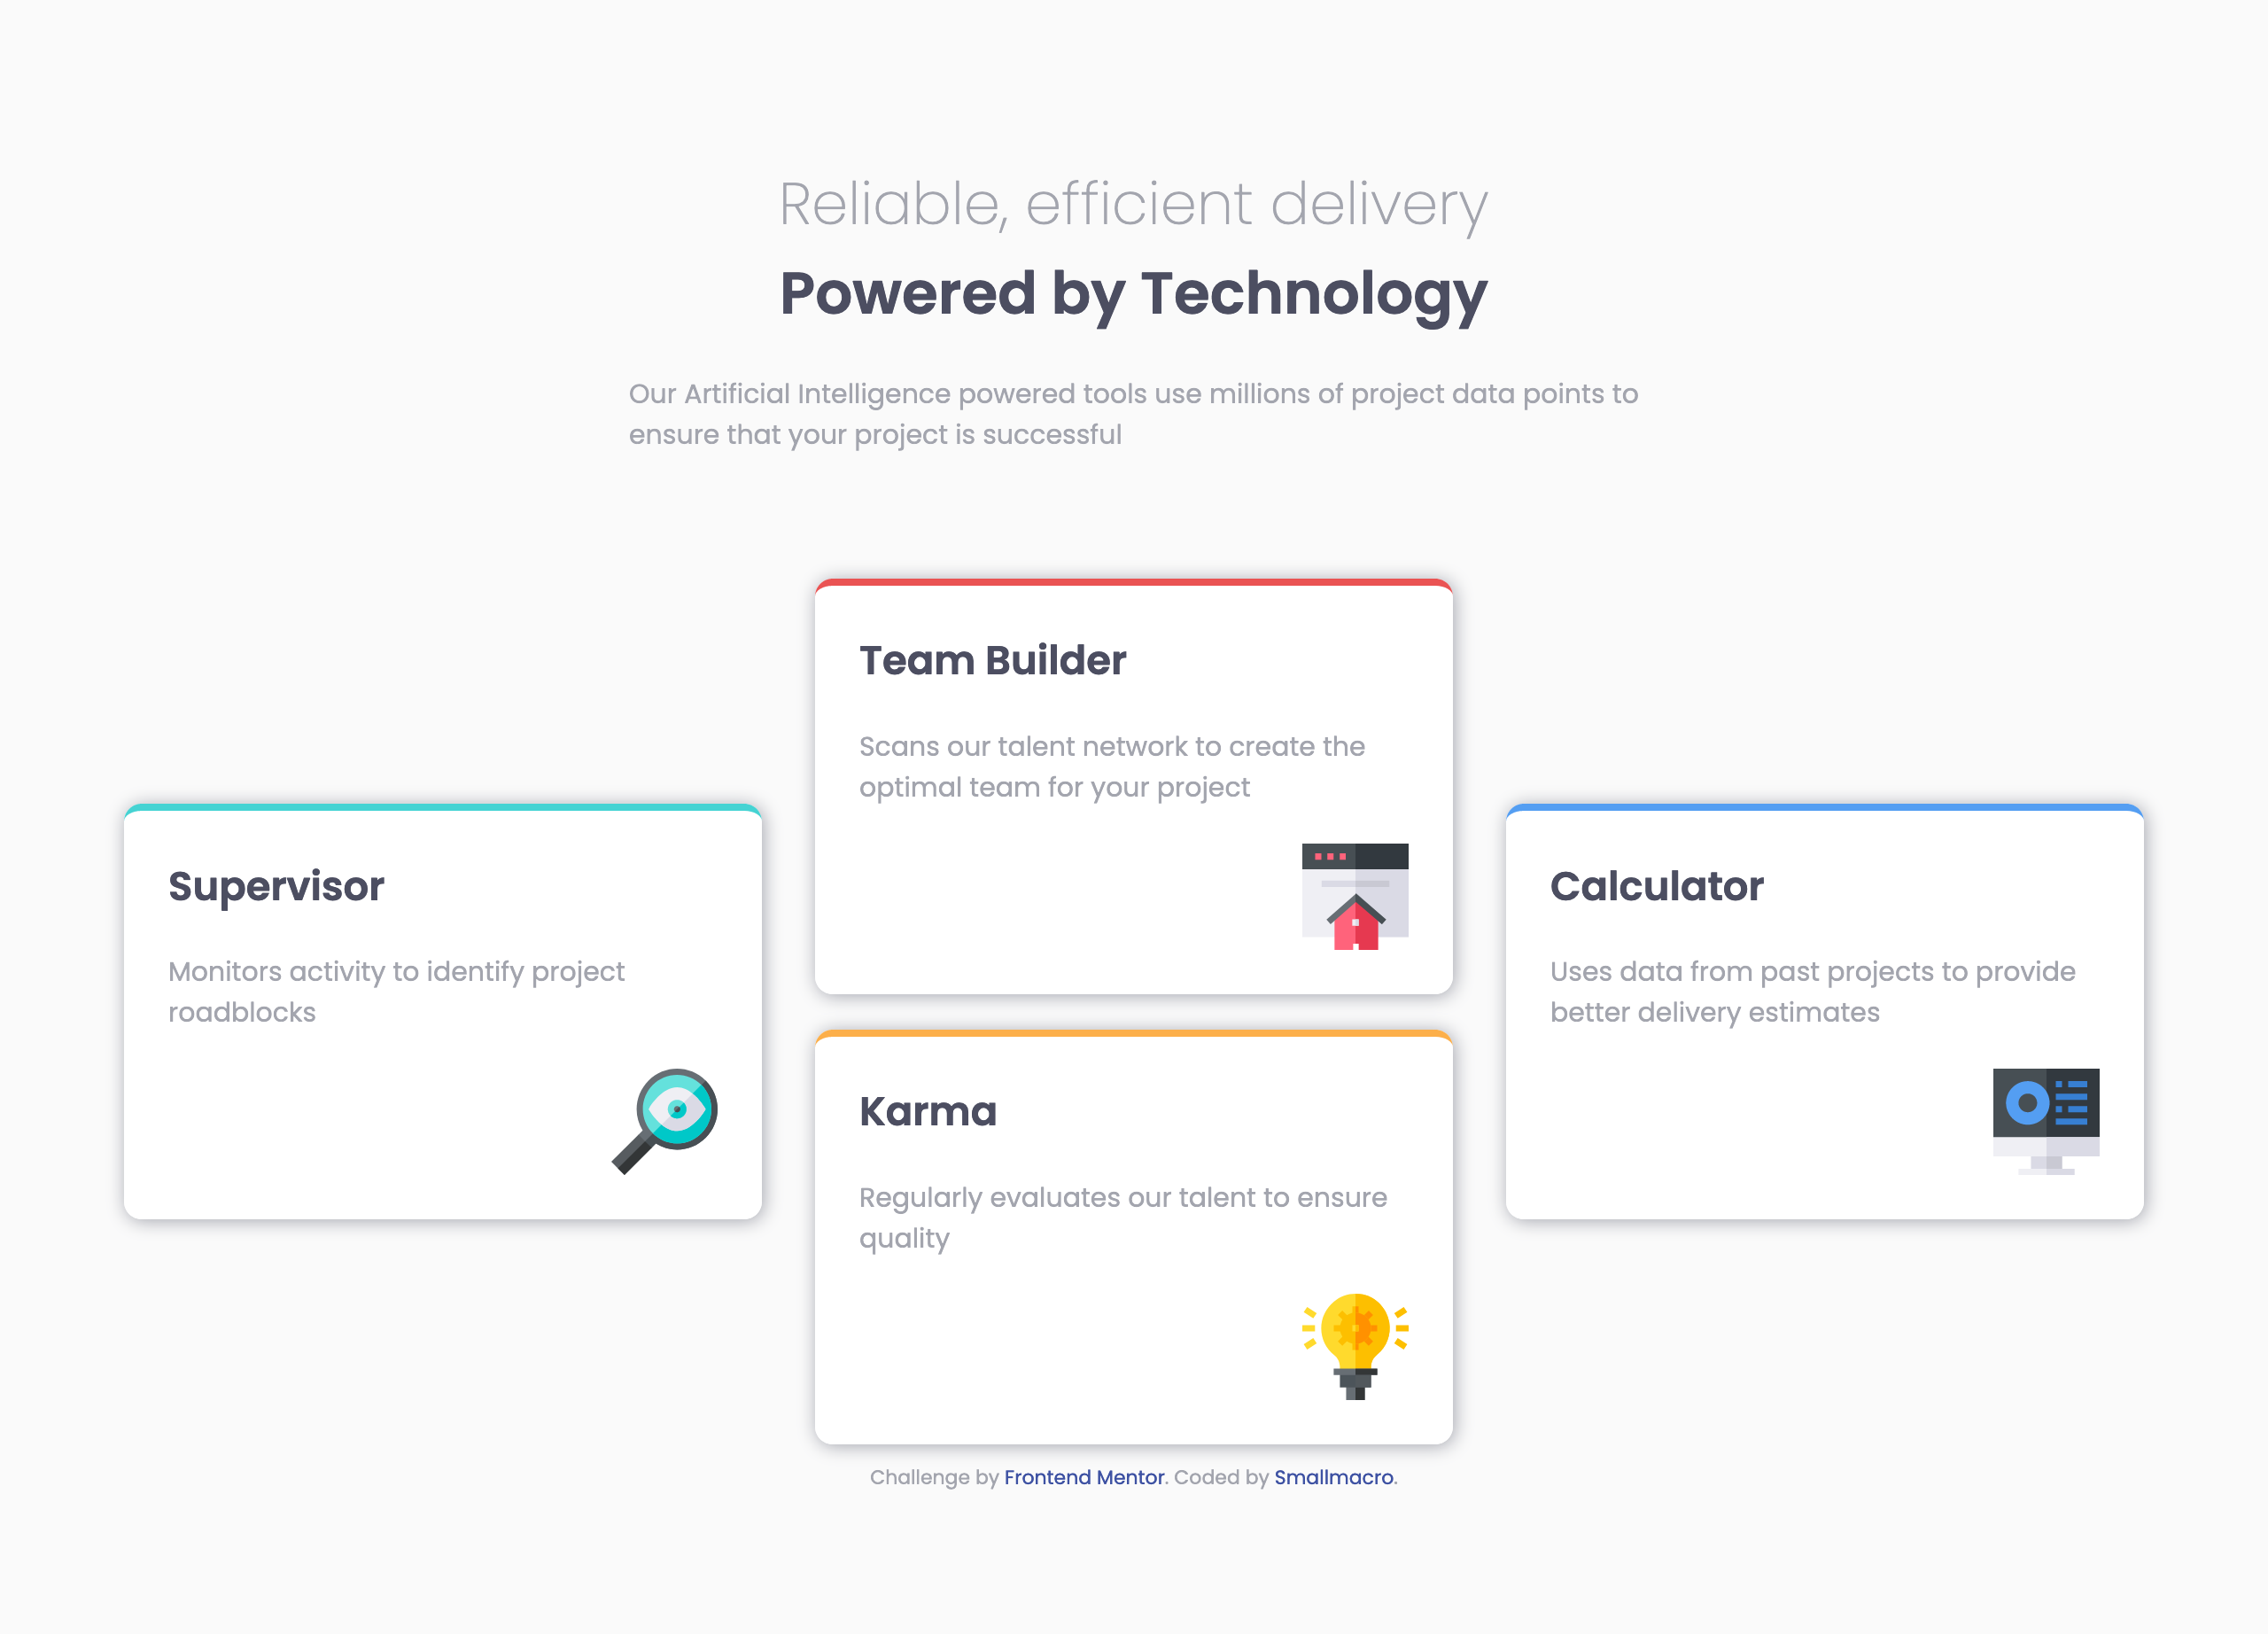 Reliable, efficient delivery
Powered by Technology
Our Artificial Intelligence powered tools use millions of project data points to
ensure that your project is successful
Supervisor
Monitors activity to identify project
roadblocks
Team Builder
Scans our talent network to create the
optimal team for your project
Karma
Regularly evaluates our talent to ensure
quality
Calculator
Uses data from past projects to provide
better delivery estimates
Challenge by Frontend Mentor. Coded by Smallmacro.